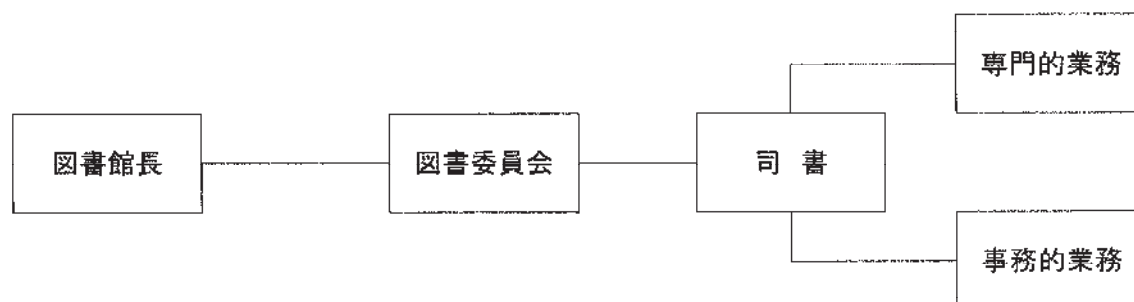 専門的業務
図書館長
図書委員会
司書
事務的業務